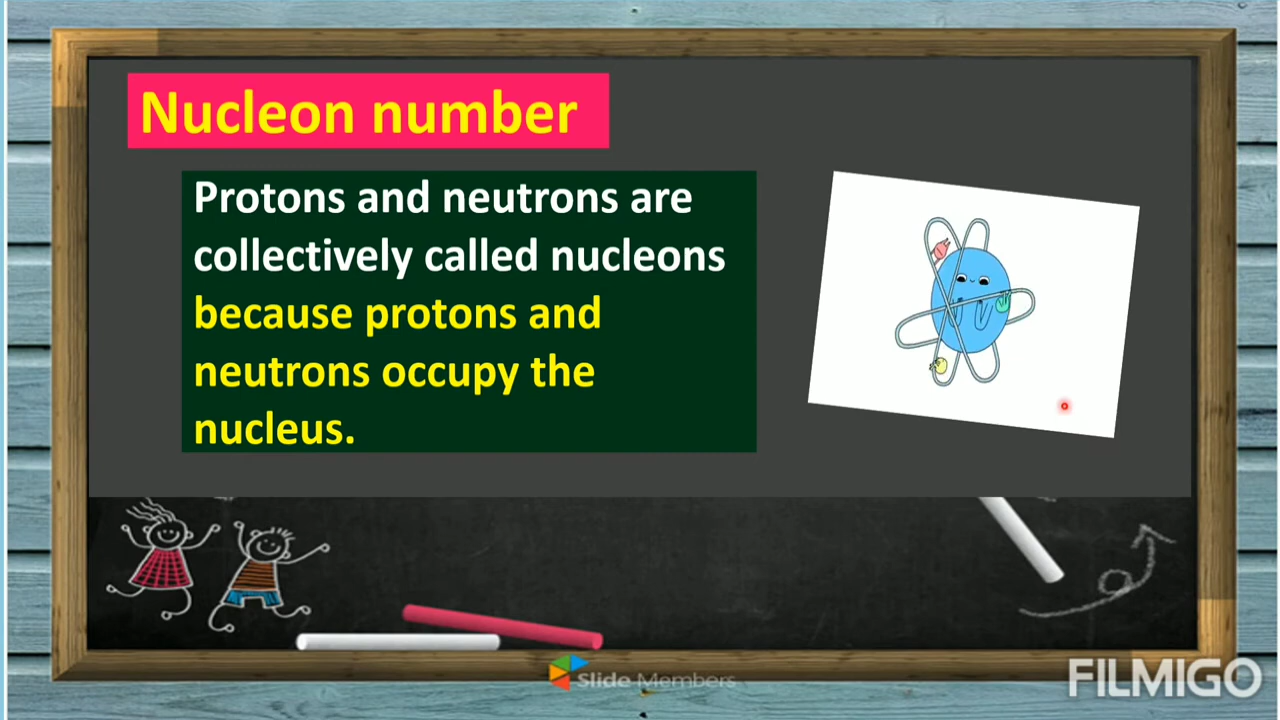 Nucleon number
Protons and neutrons are
collectively called nucleons
because protons and
neutrons occupy the
nucleus.
Slide Members
FILMIGO